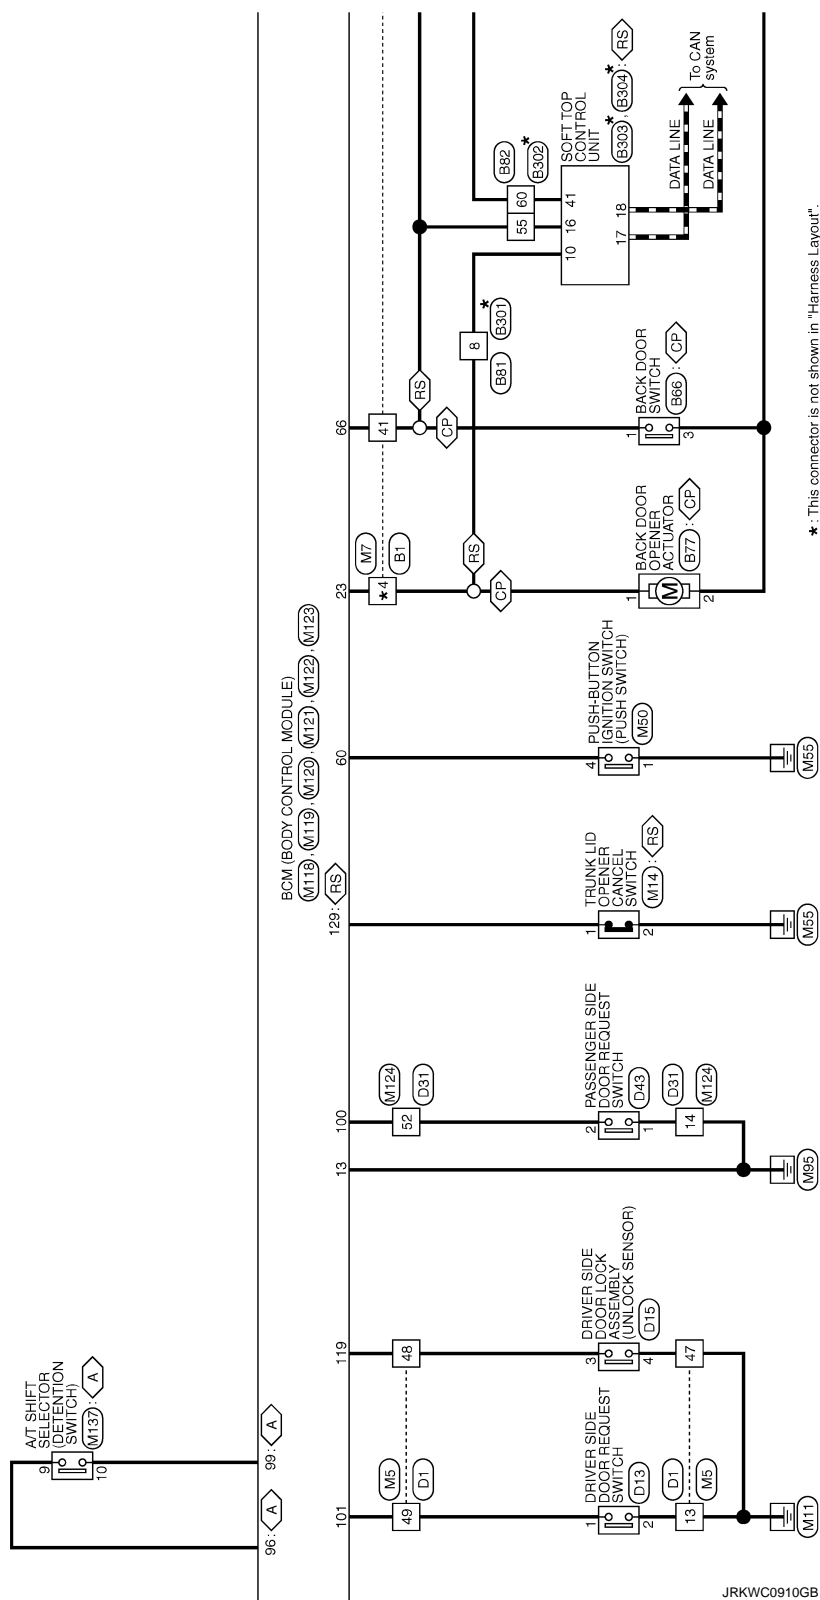 A/T SHIFT
SELECTOR
(DETENTION
SWITCH)
M137 : A
9
10
96: A
99: A
BCM (BODY CONTROL MODULE)
M118 , M119 , M120 , M121 , M122 , M123
101
119
13
100
129: RS
60
23
66
49
M5
D1
48
52
M124
D31
*4
M7
B1
41
RS
CP
RS
CP
8
B81
B301 *
55
60
B82
B302 *
10
16
41
17
18
SOFT TOP
CONTROL
UNIT
B303 * , B304 * : RS
DATA LINE
DATA LINE
To CAN
system
1
2
DRIVER SIDE
DOOR REQUEST
SWITCH
D13
3
4
DRIVER SIDE
DOOR LOCK
ASSEMBLY
(UNLOCK SENSOR)
D15
2
1
PASSENGER SIDE
DOOR REQUEST
SWITCH
D43
1
2
TRUNK LID
OPENER
CANCEL
SWITCH
M14 : RS
4
1
PUSH-BUTTON
IGNITION SWITCH
(PUSH SWITCH)
M50
1
2
M
BACK DOOR
OPENER
ACTUATOR
B77 : CP
1
3
BACK DOOR
SWITCH
B66 : CP
13
D1
M5
47
14
D31
M124
M11
M95
M55
M55
* : This connector is not shown in "Harness Layout".
JRKWC0910GB